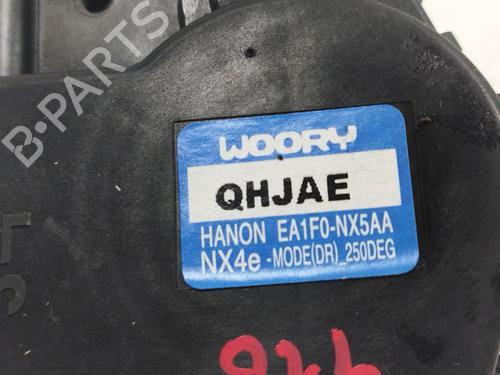 B-PARTS
WOORY
QHJAE
HANON EA1F0-NX5AA
NX4e -MODE(DR)_250DEG